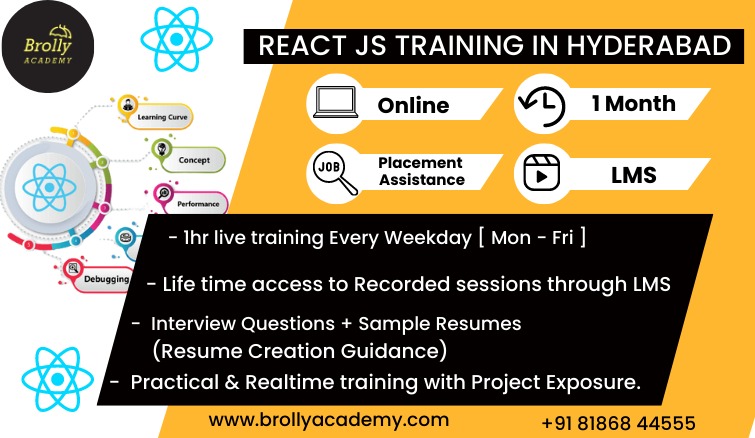 Brolly
ACADEMY
REACT JS TRAINING IN HYDERABAD
Online
1 Month
JOB
Placement
Assistance
LMS
Learning Curve
Concept
Performance
Debugging
- 1hr live training Every Weekday [ Mon - Fri ]
- Life time access to Recorded sessions through LMS
- Interview Questions + Sample Resumes
(Resume Creation Guidance)
- Practical & Realtime training with Project Exposure.
www.brollyacademy.com
+91 81868 44555